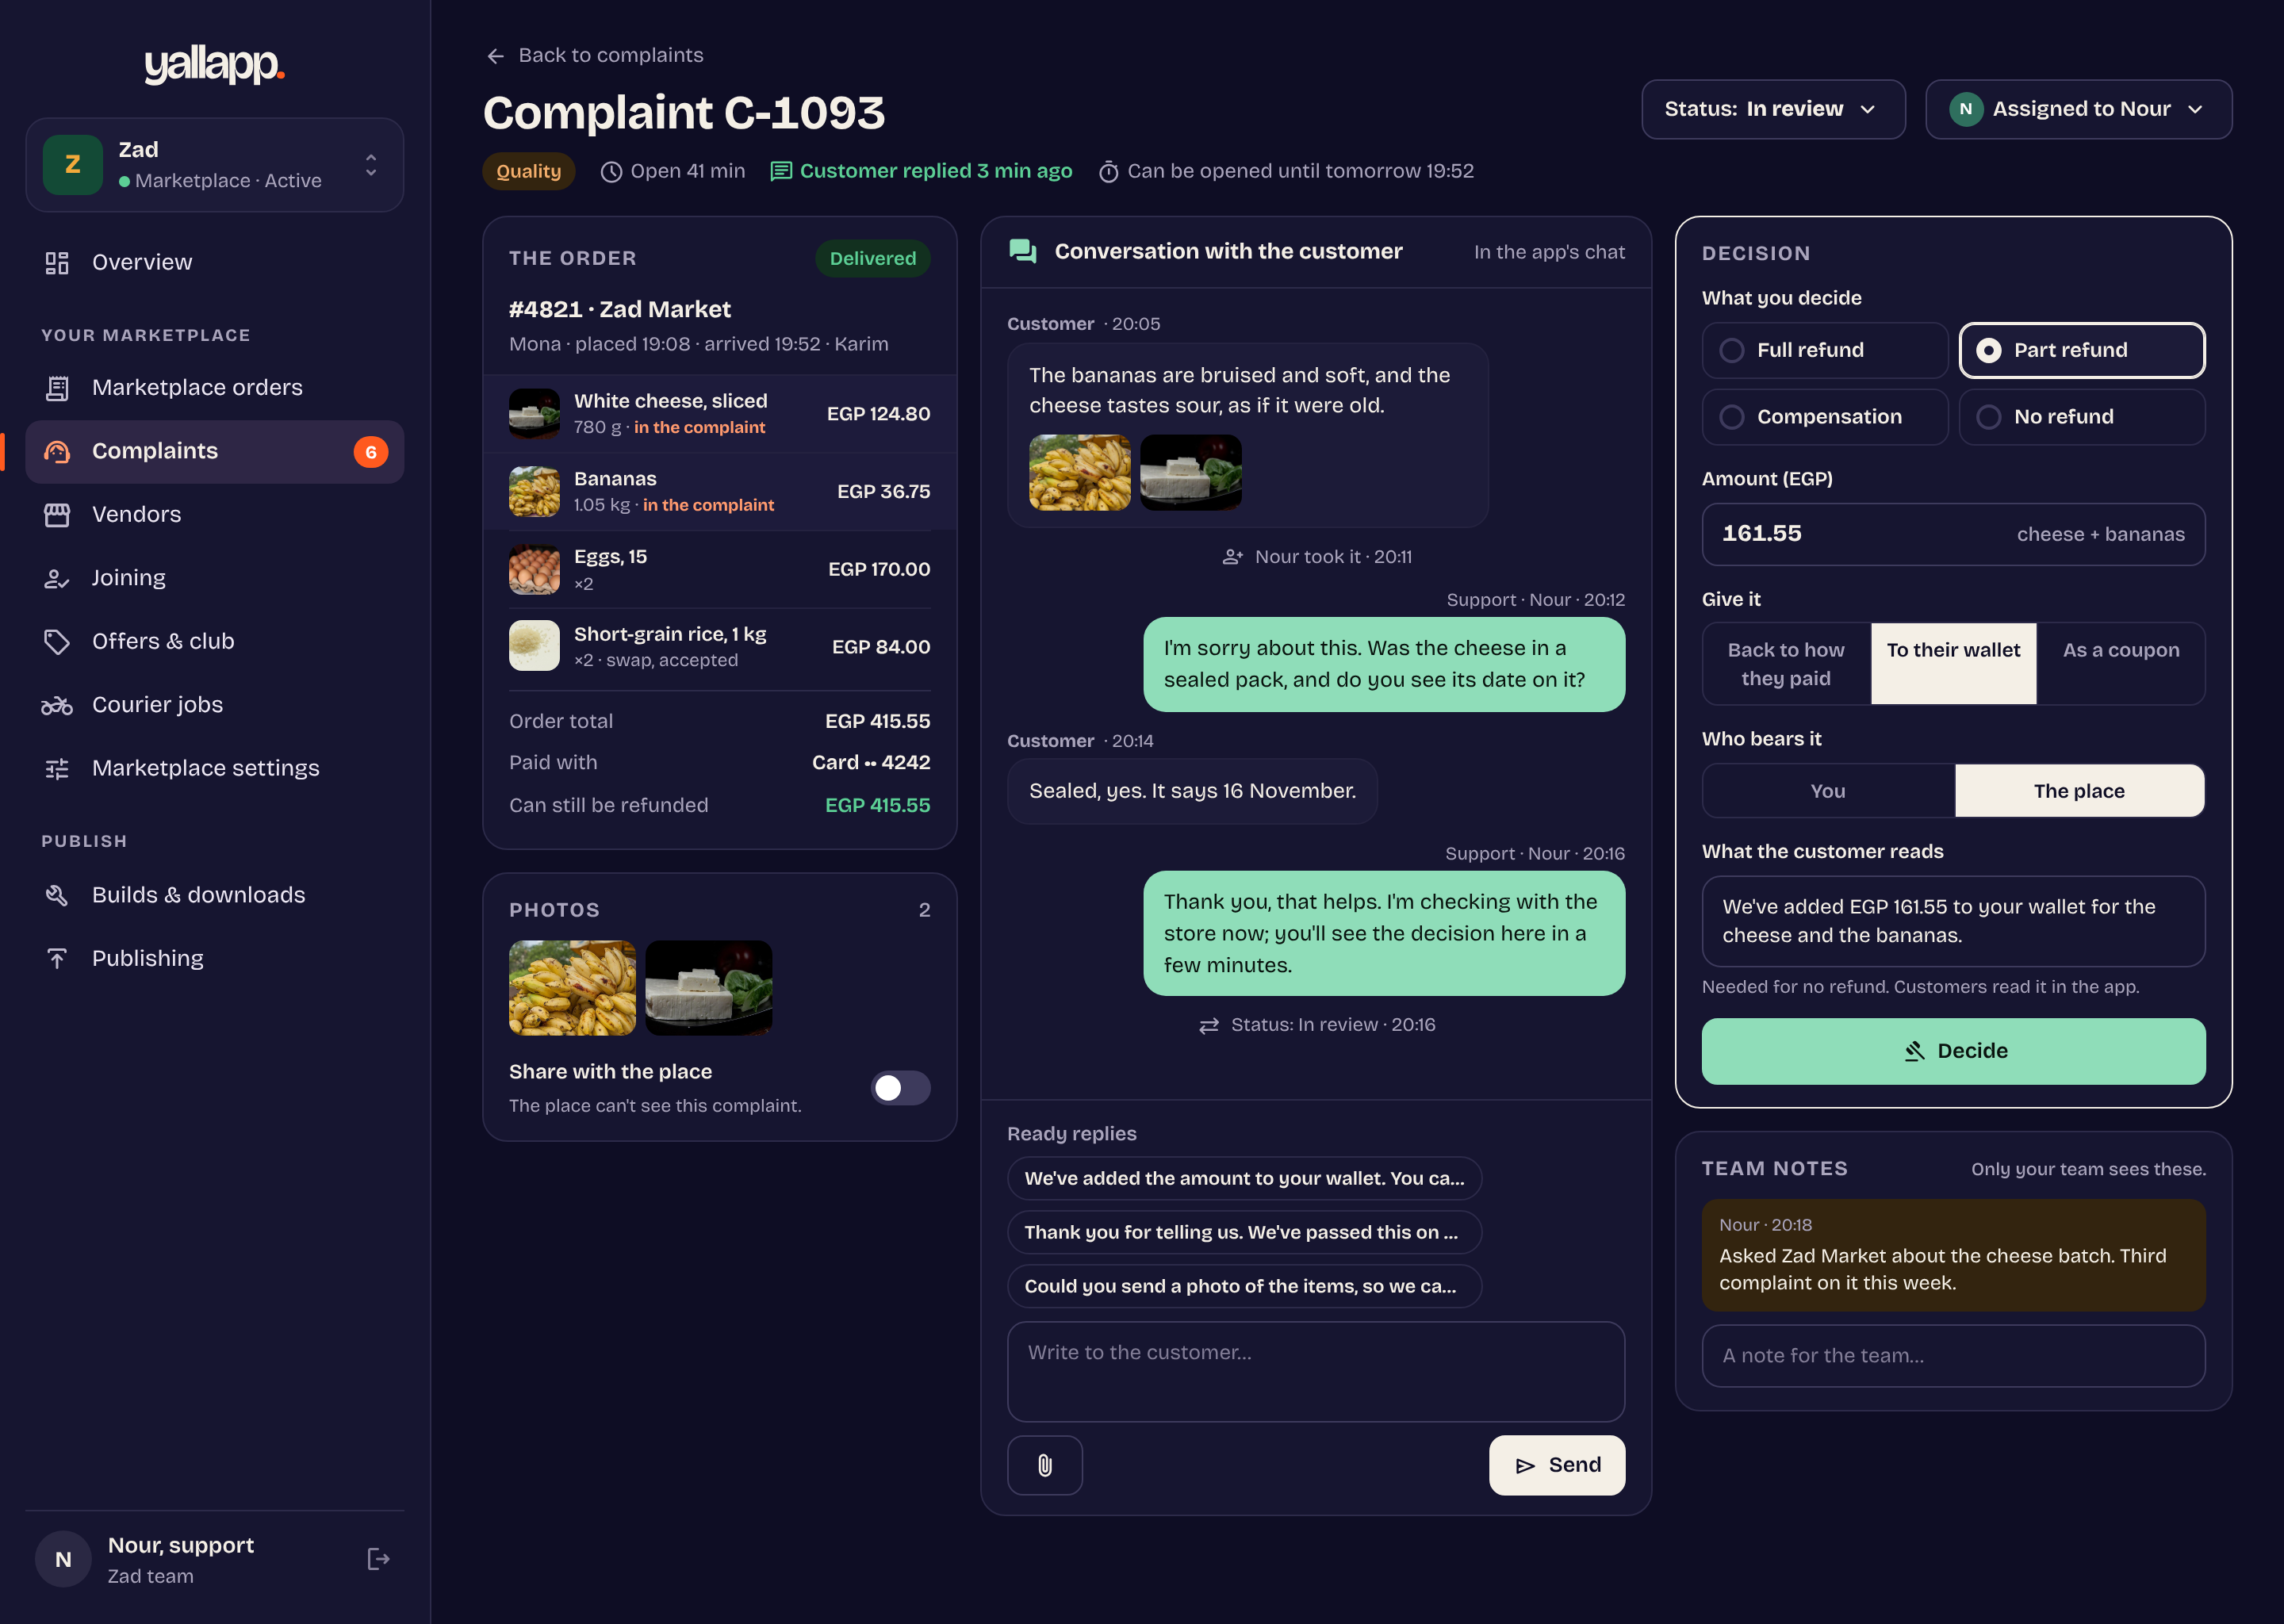 yallapp.
Z
Zad
Marketplace · Active
Overview
YOUR MARKETPLACE
Marketplace orders
Complaints
6
Vendors
Joining
Offers & club
Courier jobs
Marketplace settings
PUBLISH
Builds & downloads
Publishing
N
Nour, support
Zad team
Back to complaints
Complaint C-1093
Status: In review
N
Assigned to Nour
Quality
Open 41 min
Customer replied 3 min ago
Can be opened until tomorrow 19:52
THE ORDER
Delivered
#4821 · Zad Market
Mona · placed 19:08 · arrived 19:52 · Karim
White cheese, sliced
780 g · in the complaint
EGP 124.80
Bananas
1.05 kg · in the complaint
EGP 36.75
Eggs, 15
×2
EGP 170.00
Short-grain rice, 1 kg
×2 · swap, accepted
EGP 84.00
Order total
EGP 415.55
Paid with
Card •• 4242
Can still be refunded
EGP 415.55
PHOTOS
2
Share with the place
The place can't see this complaint.
Conversation with the customer
In the app's chat
Customer · 20:05
The bananas are bruised and soft, and the
cheese tastes sour, as if it were old.
Nour took it · 20:11
Support · Nour · 20:12
I'm sorry about this. Was the cheese in a
sealed pack, and do you see its date on it?
Customer · 20:14
Sealed, yes. It says 16 November.
Support · Nour · 20:16
Thank you, that helps. I'm checking with the
store now; you'll see the decision here in a
few minutes.
Status: In review · 20:16
Ready replies
We've added the amount to your wallet. You ca...
Thank you for telling us. We've passed this on ...
Could you send a photo of the items, so we ca...
Write to the customer...
Send
DECISION
What you decide
Full refund
Part refund
Compensation
No refund
Amount (EGP)
161.55
cheese + bananas
Give it
Back to how
they paid
To their wallet
As a coupon
Who bears it
You
The place
What the customer reads
We've added EGP 161.55 to your wallet for the
cheese and the bananas.
Needed for no refund. Customers read it in the app.
Decide
TEAM NOTES
Only your team sees these.
Nour · 20:18
Asked Zad Market about the cheese batch. Third
complaint on it this week.
A note for the team...